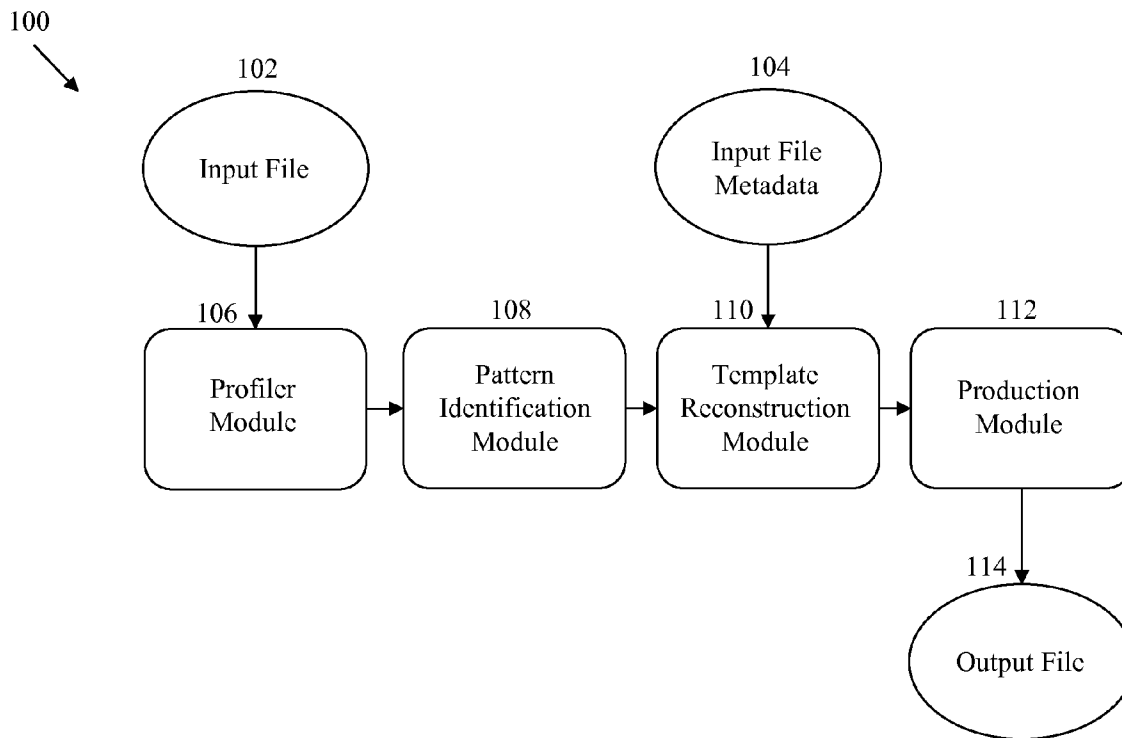 100
102
104
Input File
Input File
Metadata
106
108
110
112
Profiler
Module
Pattern
Identification
Module
Template
Reconstruction
Module
Production
Module
114
Output File